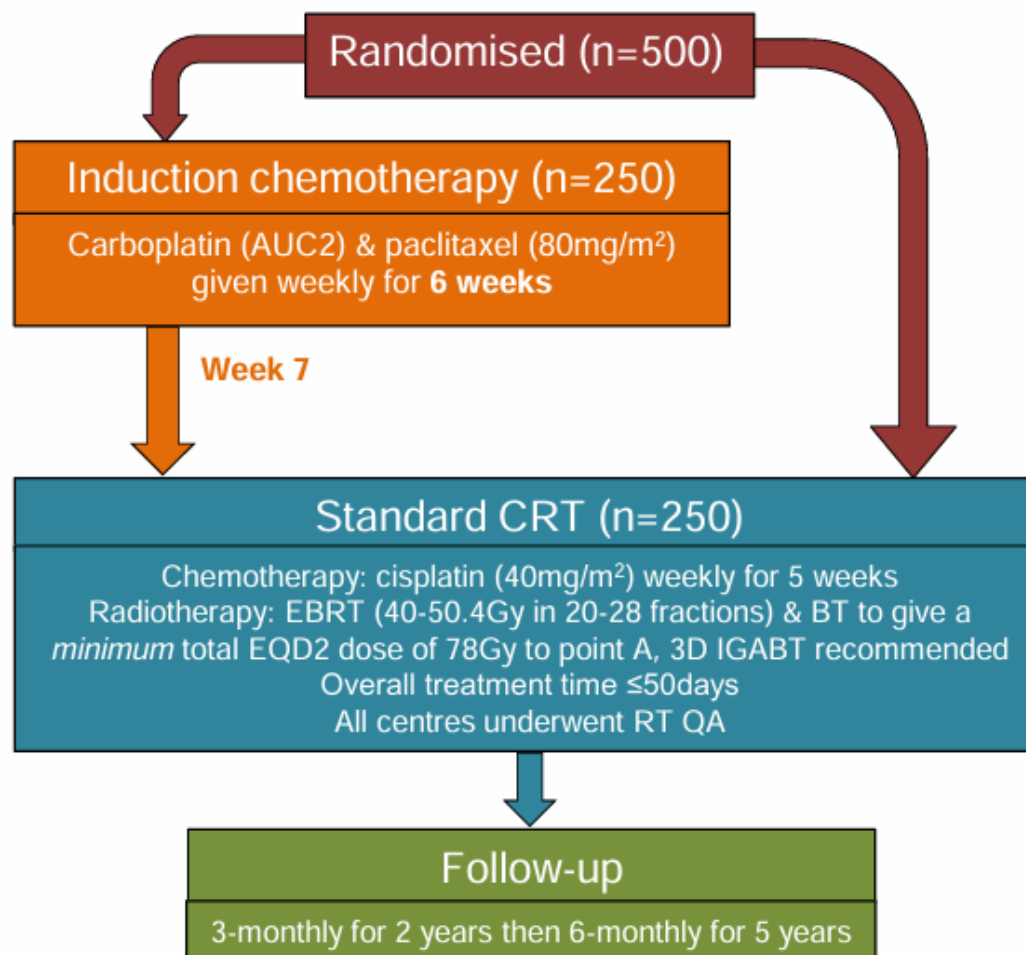 Randomised (n=500)
Induction chemotherapy (n=250)
Carboplatin (AUC2) & paclitaxel (80mg/m²)
given weekly for 6 weeks
Week 7
Standard CRT (n=250)
Chemotherapy: cisplatin (40mg/m²) weekly for 5 weeks
Radiotherapy: EBRT (40-50.4Gy in 20-28 fractions) & BT to give a
minimum total EQD2 dose of 78Gy to point A, 3D IGABT recommended
Overall treatment time ≤50days
All centres underwent RT QA
Follow-up
3-monthly for 2 years then 6-monthly for 5 years